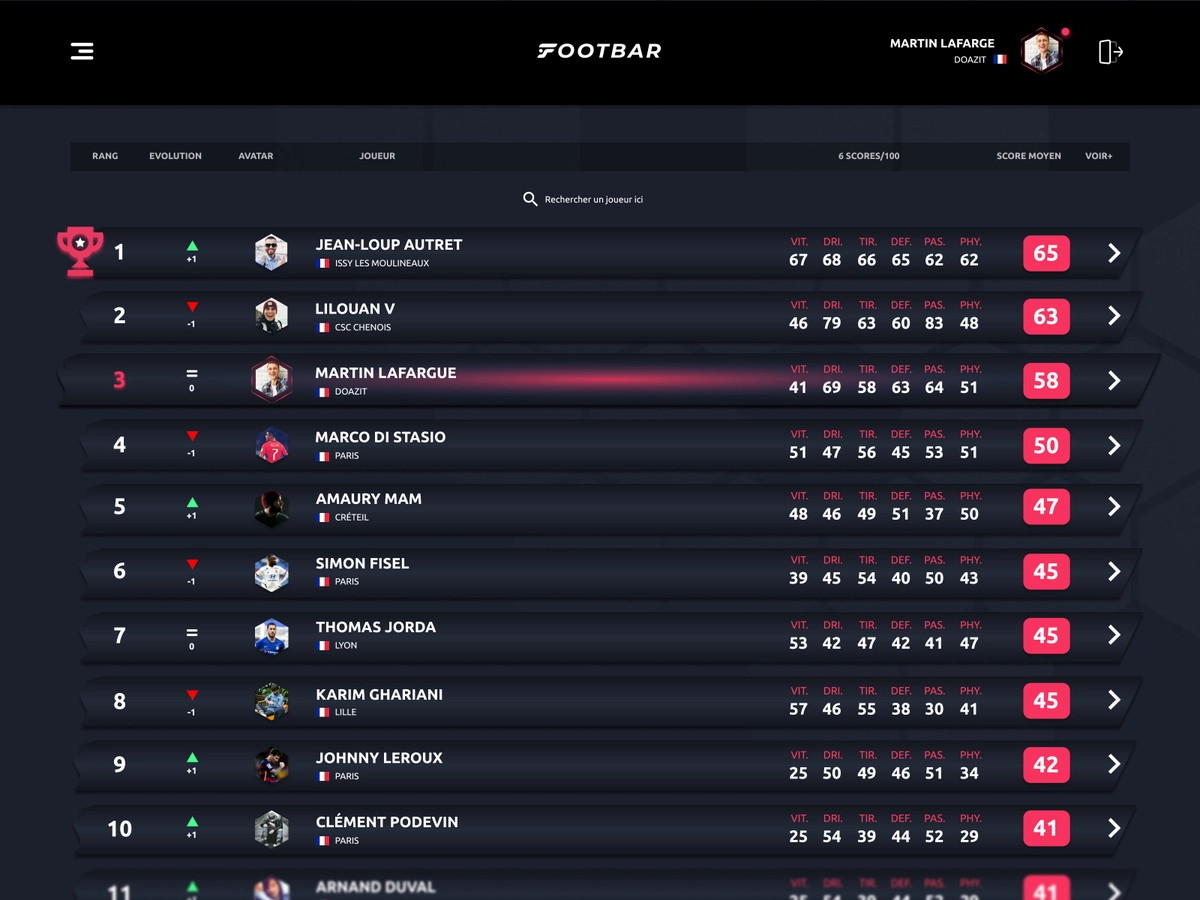 FOOTBAR
MARTIN LAFARGE
DOAZIT
RANG EVOLUTION AVATAR JOUEUR 6 SCORES/100 SCORE MOYEN VOIR+
Rechercher un joueur ici
1 +1 JEAN-LOUP AUTRET ISSY LES MOULINEAUX
VIT. DRI. TIR. DEF. PAS. PHY.
67 68 66 65 62 62 65
2 -1 LILOUAN V CSC CHENOIS
VIT. DRI. TIR. DEF. PAS. PHY.
46 79 63 60 83 48 63
3 = 0 MARTIN LAFARGUE DOAZIT
VIT. DRI. TIR. DEF. PAS. PHY.
41 69 58 63 64 51 58
4 -1 MARCO DI STASIO PARIS
VIT. DRI. TIR. DEF. PAS. PHY.
51 47 56 45 53 51 50
5 +1 AMAURY MAM CRÉTEIL
VIT. DRI. TIR. DEF. PAS. PHY.
48 46 49 51 37 50 47
6 -1 SIMON FISEL PARIS
VIT. DRI. TIR. DEF. PAS. PHY.
39 45 54 40 50 43 45
7 = 0 THOMAS JORDA LYON
VIT. DRI. TIR. DEF. PAS. PHY.
53 42 47 42 41 47 45
8 -1 KARIM GHARIANI LILLE
VIT. DRI. TIR. DEF. PAS. PHY.
57 46 55 38 30 41 45
9 +1 JOHNNY LEROUX PARIS
VIT. DRI. TIR. DEF. PAS. PHY.
25 50 49 46 51 34 42
10 +1 CLÉMENT PODEVIN PARIS
VIT. DRI. TIR. DEF. PAS. PHY.
25 54 39 44 52 29 41
11 ARNAND DUVAL
VIT. DRI. TIR. DEF. PAS. PHY.
41